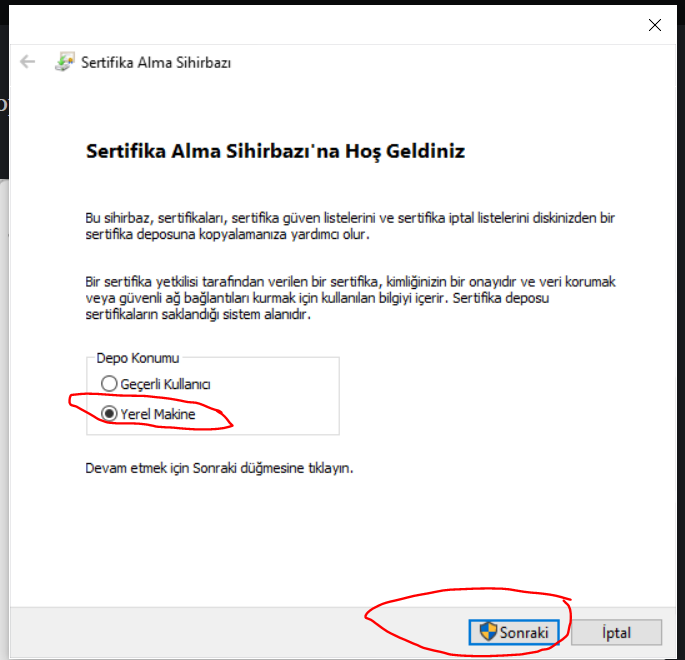 Sertifika Alma Sihirbazı
Sertifika Alma Sihirbazı'na Hoş Geldiniz
Bu sihirbaz, sertifikaları, sertifika güven listelerini ve sertifika iptal listelerini diskinizden bir
sertifika deposuna kopyalamanıza yardımcı olur.
Bir sertifika yetkilisi tarafından verilen bir sertifika, kimliğinizin bir onayıdır ve veri korumak
veya güvenli ağ bağlantıları kurmak için kullanılan bilgiyi içerir. Sertifika deposu
sertifikaların saklandığı sistem alanıdır.
Depo Konumu
Geçerli Kullanıcı
Yerel Makine
Devam etmek için Sonraki düğmesine tıklayın.
Sonraki
İptal